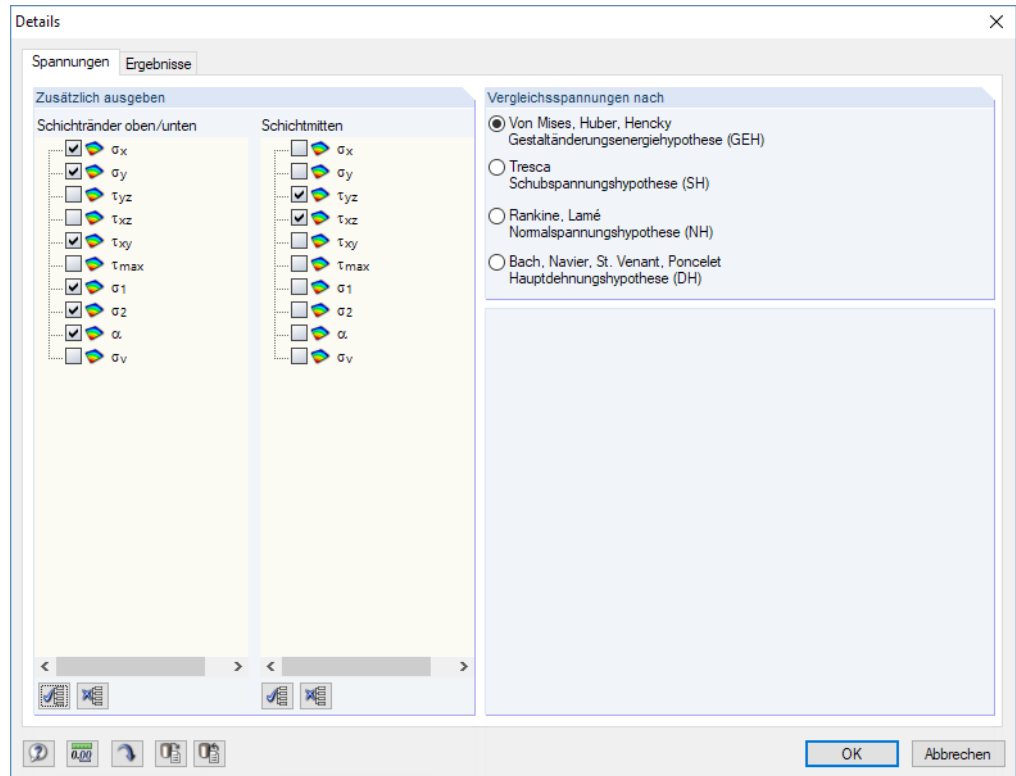 Details
Spannungen
Ergebnisse
Zusätzlich ausgeben
Schichtränder oben/unten
σx
σy
τyz
τxz
τxy
τmax
σ1
σ2
α
σv
Schichtmitten
σx
σy
τyz
τxz
τxy
τmax
σ1
σ2
α
σv
Vergleichsspannungen nach
Von Mises, Huber, Hencky
Gestaltänderungsenergiehypothese (GEH)
Tresca
Schubspannungshypothese (SH)
Rankine, Lamé
Normalspannungshypothese (NH)
Bach, Navier, St. Venant, Poncelet
Hauptdehnungshypothese (DH)
0.00
OK
Abbrechen